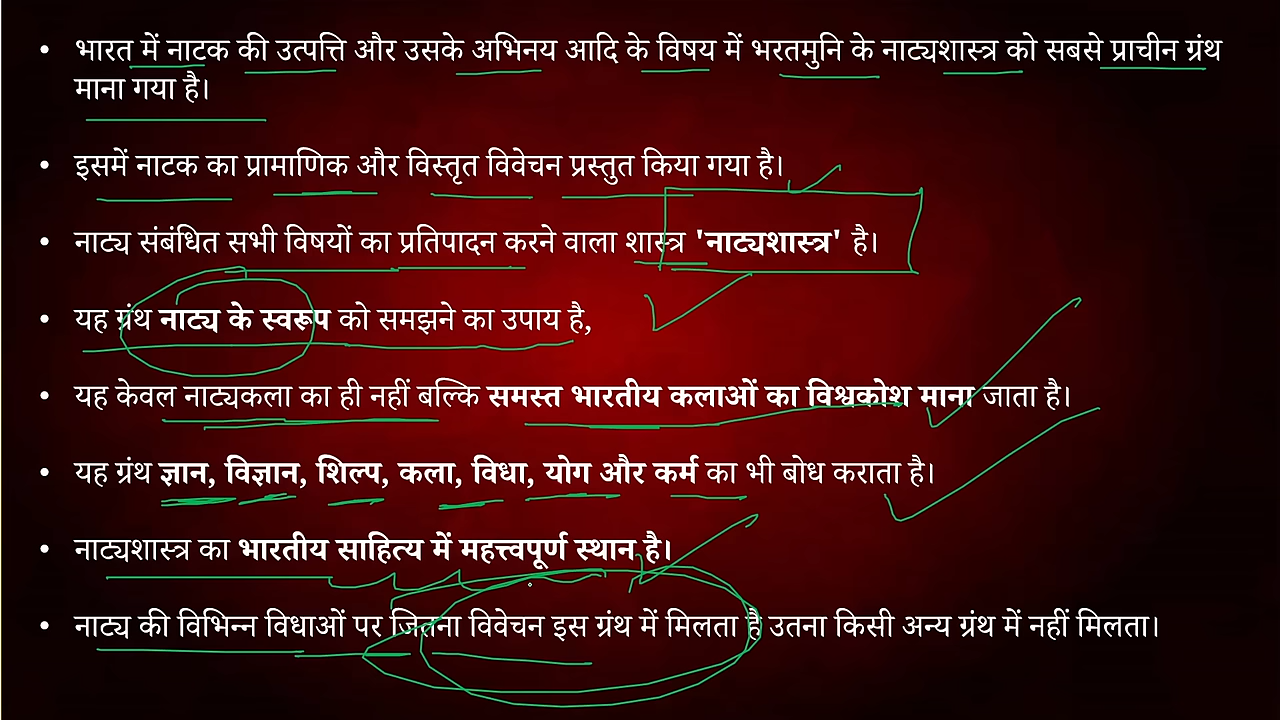 • भारत में नाटक की उत्पत्ति और उसके अभिनय आदि के विषय में भरतमुनि के नाट्यशास्त्र को सबसे प्राचीन ग्रंथ
माना गया है।
• इसमें नाटक का प्रामाणिक और विस्तृत विवेचन प्रस्तुत किया गया है।
• नाट्य संबंधित सभी विषयों का प्रतिपादन करने वाला शास्त्र 'नाट्यशास्त्र' है।
• यह ग्रंथ नाट्य के स्वरूप को समझने का उपाय है,
• यह केवल नाट्यकला का ही नहीं बल्कि समस्त भारतीय कलाओं का विश्वकोश माना जाता है।
• यह ग्रंथ ज्ञान, विज्ञान, शिल्प, कला, विधा, योग और कर्म का भी बोध कराता है।
• नाट्यशास्त्र का भारतीय साहित्य में महत्त्वपूर्ण स्थान है।
• नाट्य की विभिन्न विधाओं पर जितना विवेचन इस ग्रंथ में मिलता है उतना किसी अन्य ग्रंथ में नहीं मिलता।